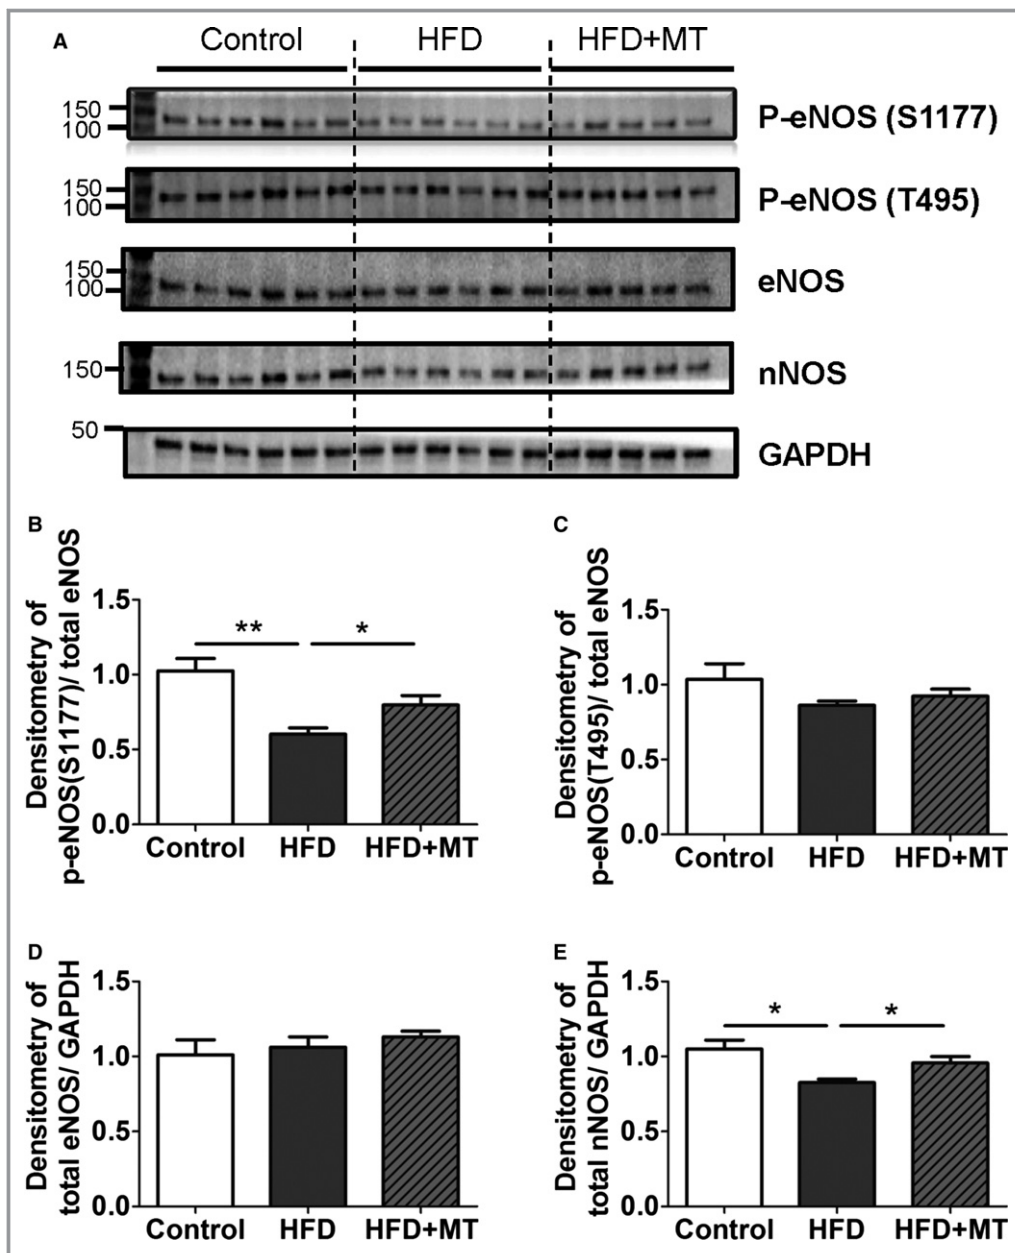 A
Control HFD HFD+MT
150
100
P-eNOS (S1177)
150
100
P-eNOS (T495)
150
100
eNOS
150
nNOS
50
GAPDH
B
Densitometry of
p-eNOS(S1177)/ total eNOS
1.5
1.0
0.5
0.0
** *
Control HFD HFD+MT
C
Densitometry of
p-eNOS(T495)/ total eNOS
1.5
1.0
0.5
0.0
Control HFD HFD+MT
D
Densitometry of
total eNOS/ GAPDH
1.5
1.0
0.5
0.0
Control HFD HFD+MT
E
Densitometry of
total nNOS/ GAPDH
1.5
1.0
0.5
0.0
* *
Control HFD HFD+MT